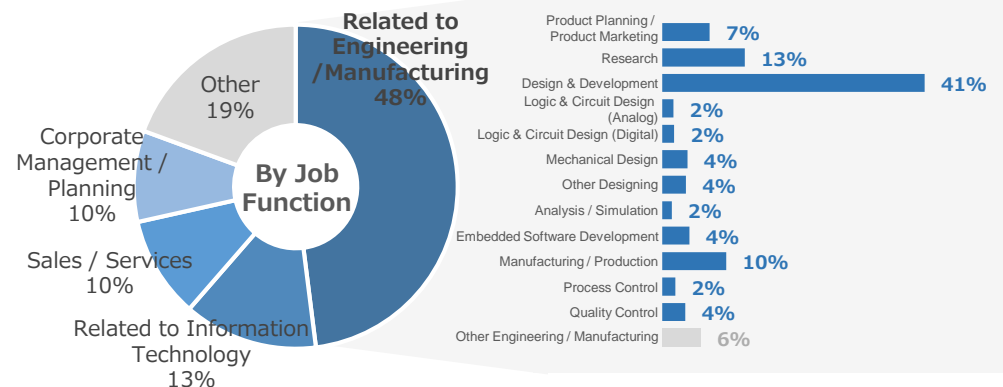 Related to
Engineering
/Manufacturing
48%
Other
19%
Corporate
Management /
Planning
10%
By Job
Function
Sales / Services
10%
Related to Information
Technology
13%
Product Planning /
Product Marketing
7%
Research
13%
Design & Development
41%
Logic & Circuit Design
(Analog)
2%
Logic & Circuit Design (Digital)
2%
Mechanical Design
4%
Other Designing
4%
Analysis / Simulation
2%
Embedded Software Development
4%
Manufacturing / Production
10%
Process Control
2%
Quality Control
4%
Other Engineering / Manufacturing
6%